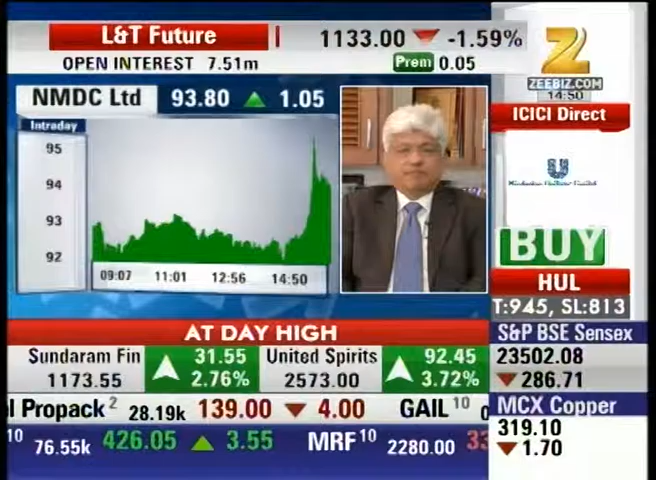 L&T Future 1133.00 -1.59%
OPEN INTEREST 7.51m Prem 0.05
Z
ZEEBIZ.COM
14:50
NMDC Ltd 93.80 1.05
Intraday
95
94
93
92
09:07 11:01 12:56 14:50
ICICI Direct
Hindustan Unilever Limited
BUY
HUL
T:945, SL:813
AT DAY HIGH
Sundaram Fin 31.55 United Spirits 92.45
1173.55 2.76% 2573.00 3.72%
S&P BSE Sensex
23502.08
286.71
MCX Copper
319.10
1.70
l Propack 2 28.19k 139.00 4.00 GAIL 10
10 76.55k 426.05 3.55 MRF 10 2280.00 33